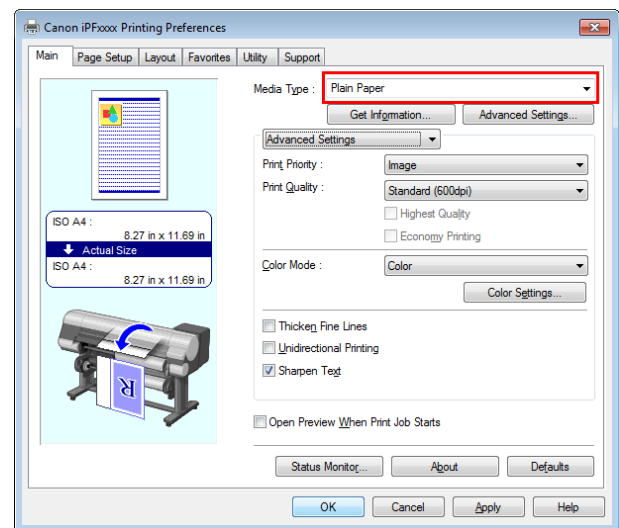 Canon iPFxxxx Printing Preferences
Main Page Setup Layout Favorites Utility Support
Media Type : Plain Paper
Get Information... Advanced Settings...
Advanced Settings
Print Priority : Image
Print Quality : Standard (600dpi)
Highest Quality
Economy Printing
ISO A4 :
8.27 in x 11.69 in
Actual Size
ISO A4 :
8.27 in x 11.69 in
Color Mode : Color
Color Settings...
Thicken Fine Lines
Unidirectional Printing
Sharpen Text
R
Open Preview When Print Job Starts
Status Monitor... About Defaults
OK Cancel Apply Help